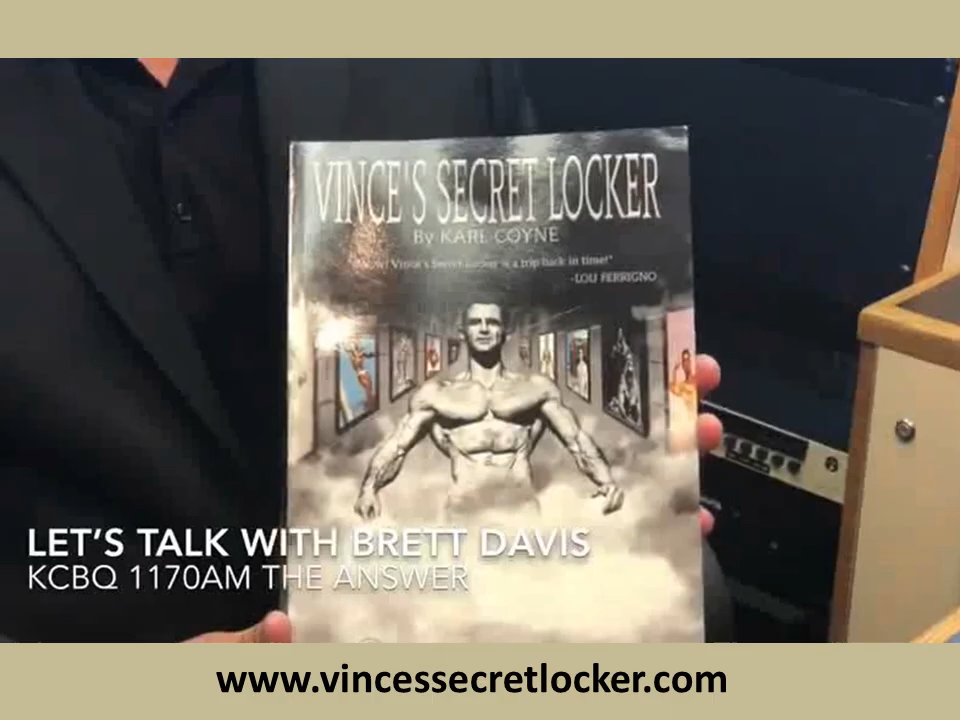 VINCE'S SECRET LOCKER
By KARL COYNE
Wow! Vince's Secret Locker is a trip back in time!"
-LOU FERRIGNO
LET'S TALK WITH BRETT DAVIS
KCBQ 1170AM THE ANSWER
www.vincessecretlocker.com